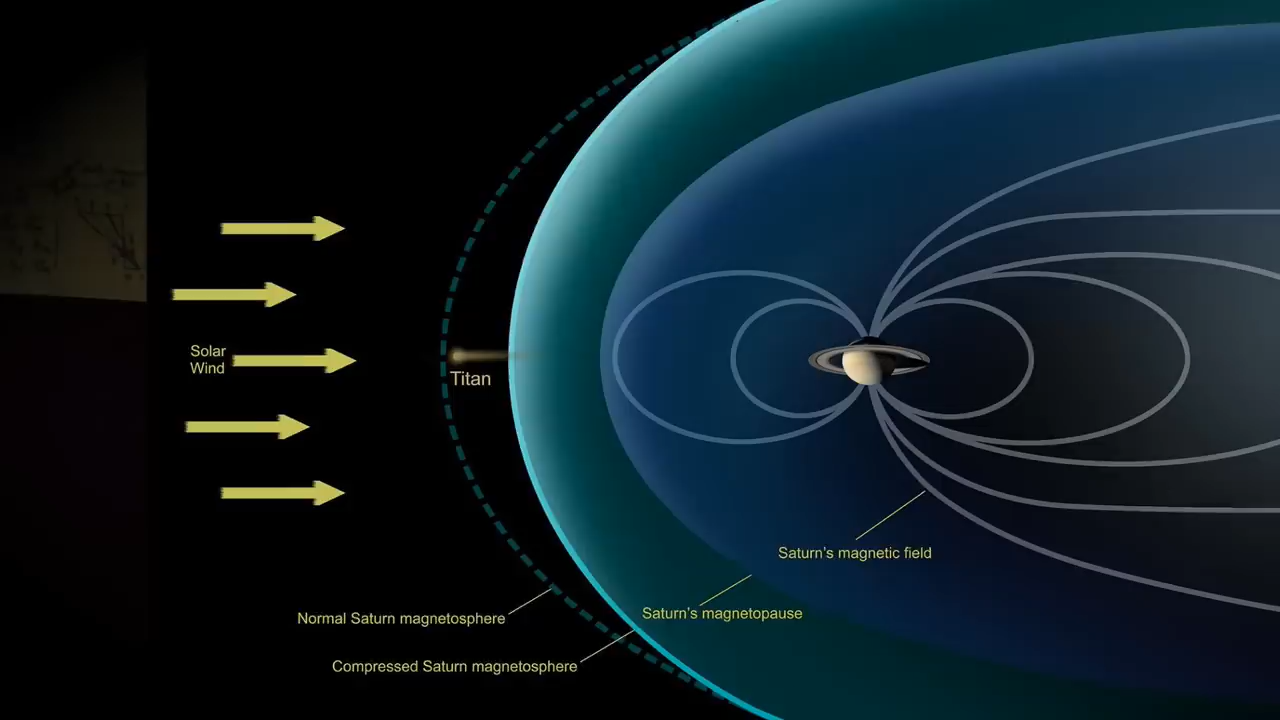 Solar
Wind
Titan
Saturn's magnetic field
Saturn's magnetopause
Normal Saturn magnetosphere
Compressed Saturn magnetosphere